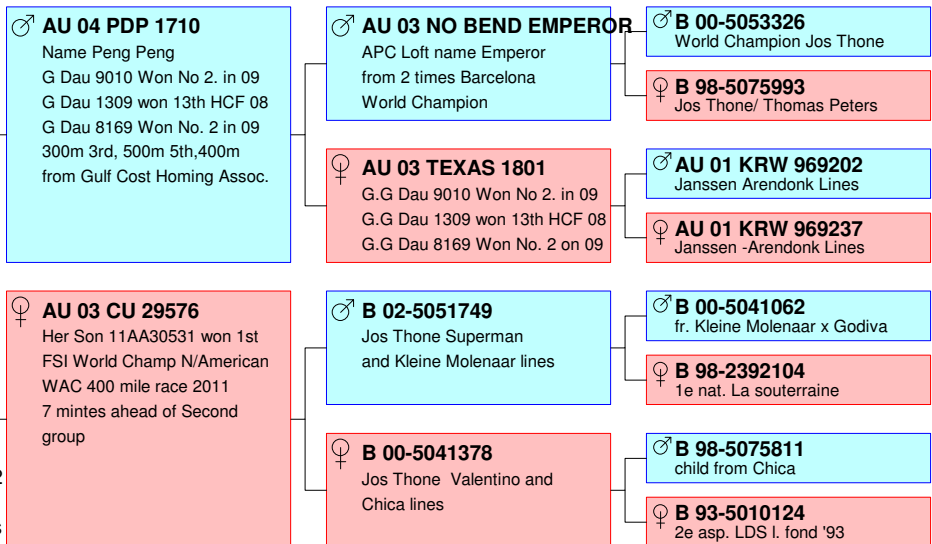 AU 04 PDP 1710
Name Peng Peng
G Dau 9010 Won No 2. in 09
G Dau 1309 won 13th HCF 08
G Dau 8169 Won No. 2 in 09
300m 3rd, 500m 5th,400m
from Gulf Cost Homing Assoc.
AU 03 CU 29576
Her Son 11AA30531 won 1st
FSI World Champ N/American
WAC 400 mile race 2011
7 mintes ahead of Second
group
AU 03 NO BEND EMPEROR
APC Loft name Emperor
from 2 times Barcelona
World Champion
AU 03 TEXAS 1801
G.G Dau 9010 Won No 2. in 09
G.G Dau 1309 won 13th HCF 08
G.G Dau 8169 Won No. 2 on 09
B 02-5051749
Jos Thone Superman
and Kleine Molenaar lines
B 00-5041378
Jos Thone  Valentino and
Chica lines
B 00-5053326
World Champion Jos Thone
B 98-5075993
Jos Thone/ Thomas Peters
AU 01 KRW 969202
Janssen Arendonk Lines
AU 01 KRW 969237
Janssen -Arendonk Lines
B 00-5041062
fr. Kleine Molenaar x Godiva
B 98-2392104
1e nat. La souterraine
B 98-5075811
child from Chica
B 93-5010124
2e asp. LDS l. fond '93